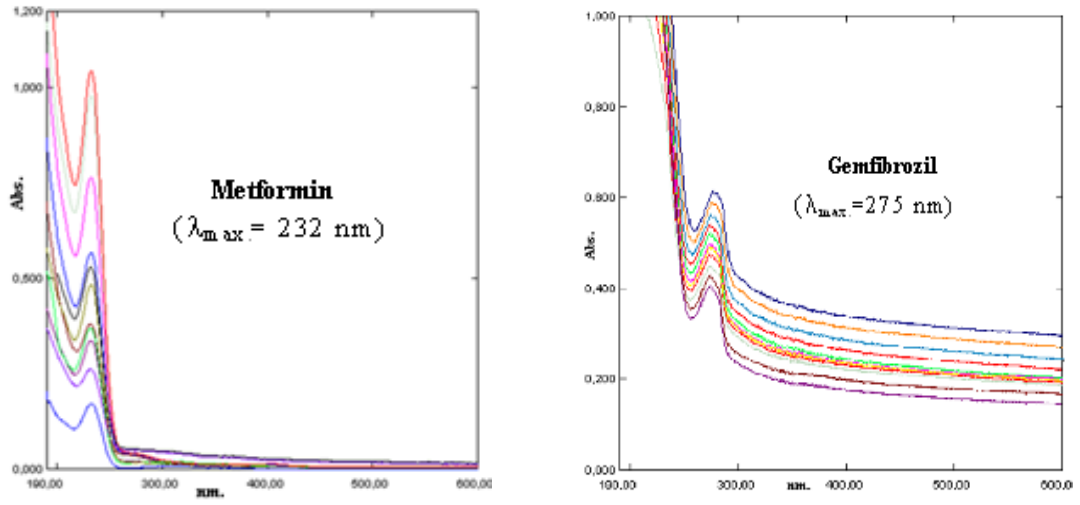 1,200
1,000
0,500
0,000
Abs.
Metformin
(λmax.= 232 nm)
190,00 300,00 400,00 500,00 600,00
nm.
1,000
0,800
0,600
0,400
0,200
0,000
Abs.
Gemfibrozil
(λmax.=275 nm)
190,00 300,00 400,00 500,00 600,0
nm.